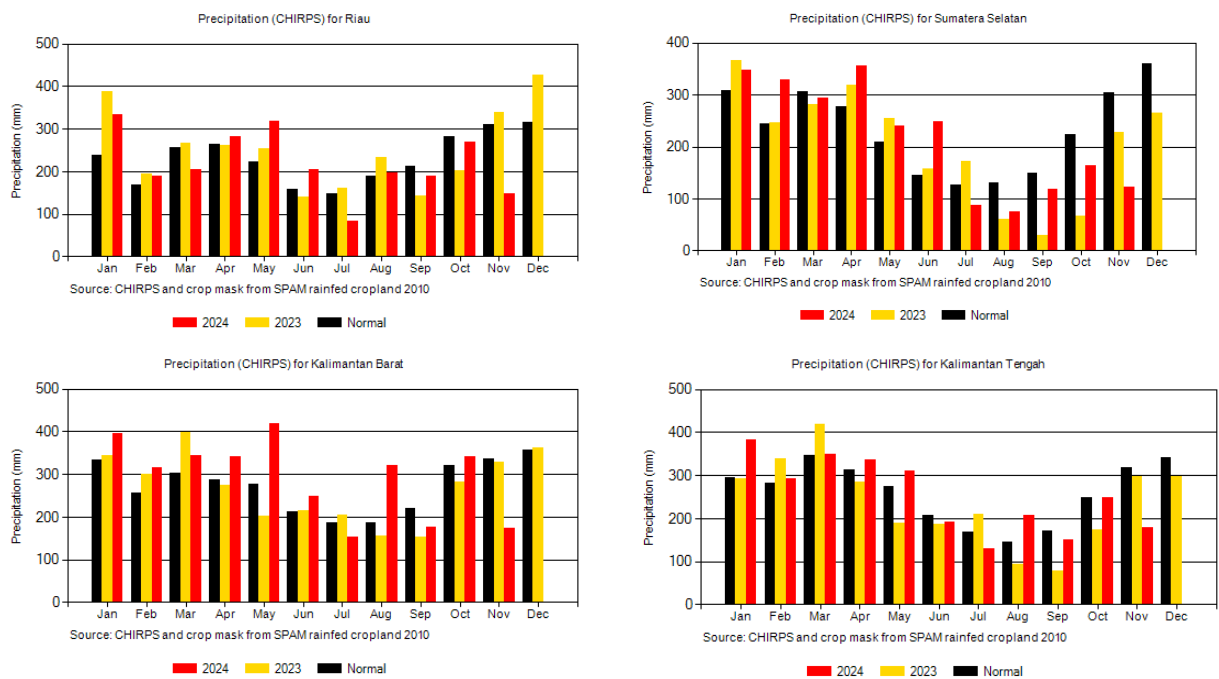 Precipitation (CHIRPS) for Riau
Precipitation (mm)
500
400
300
200
100
0
Jan Feb Mar Apr May Jun Jul Aug Sep Oct Nov Dec
Source: CHIRPS and crop mask from SPAM rainfed cropland 2010
2024 2023 Normal
Precipitation (CHIRPS) for Sumatera Selatan
Precipitation (mm)
400
300
200
100
0
Jan Feb Mar Apr May Jun Jul Aug Sep Oct Nov Dec
Source: CHIRPS and crop mask from SPAM rainfed cropland 2010
2024 2023 Normal
Precipitation (CHIRPS) for Kalimantan Barat
Precipitation (mm)
500
400
300
200
100
0
Jan Feb Mar Apr May Jun Jul Aug Sep Oct Nov Dec
Source: CHIRPS and crop mask from SPAM rainfed cropland 2010
2024 2023 Normal
Precipitation (CHIRPS) for Kalimantan Tengah
Precipitation (mm)
500
400
300
200
100
0
Jan Feb Mar Apr May Jun Jul Aug Sep Oct Nov Dec
Source: CHIRPS and crop mask from SPAM rainfed cropland 2010
2024 2023 Normal